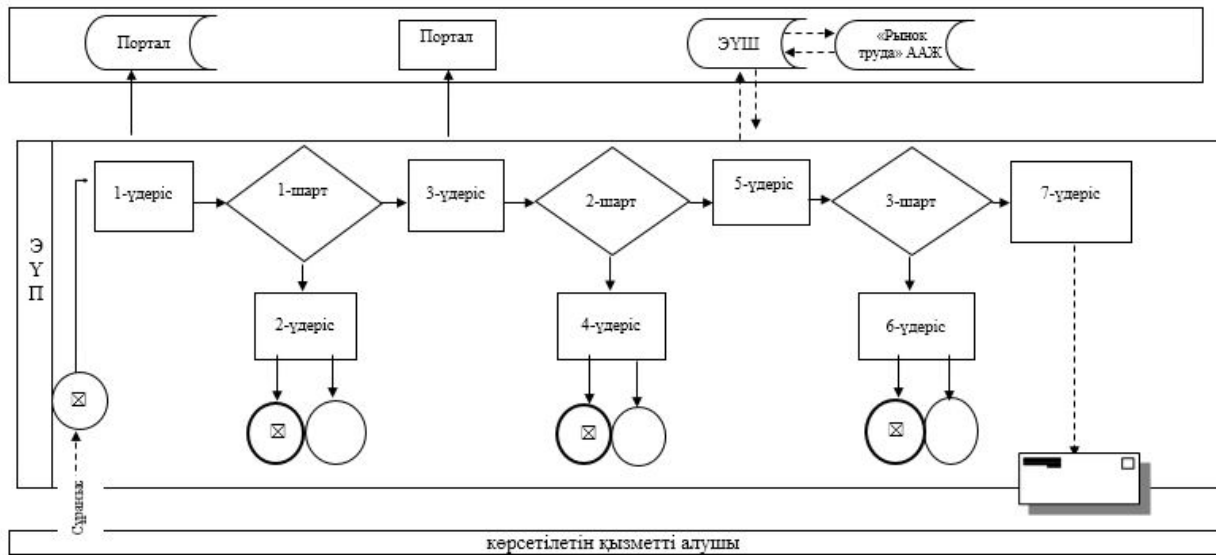 Портал
Портал
ЭҮШ
«Рынок
труда» ААЖ
1-үдеріс
1-шарт
3-үдеріс
2-шарт
5-үдеріс
3-шарт
7-үдеріс
Э
Ү
П
2-үдеріс
4-үдеріс
6-үдеріс
Сұраныс
көрсетілетін қызметті алушы